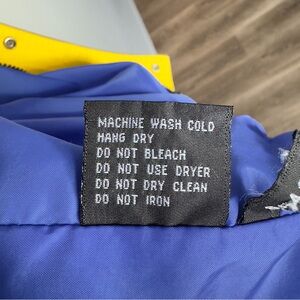 MACHINE WASH COLD
HANG DRY
DO NOT BLEACH
DO NOT USE DRYER
DO NOT DRY CLEAN
DO NOT IRON